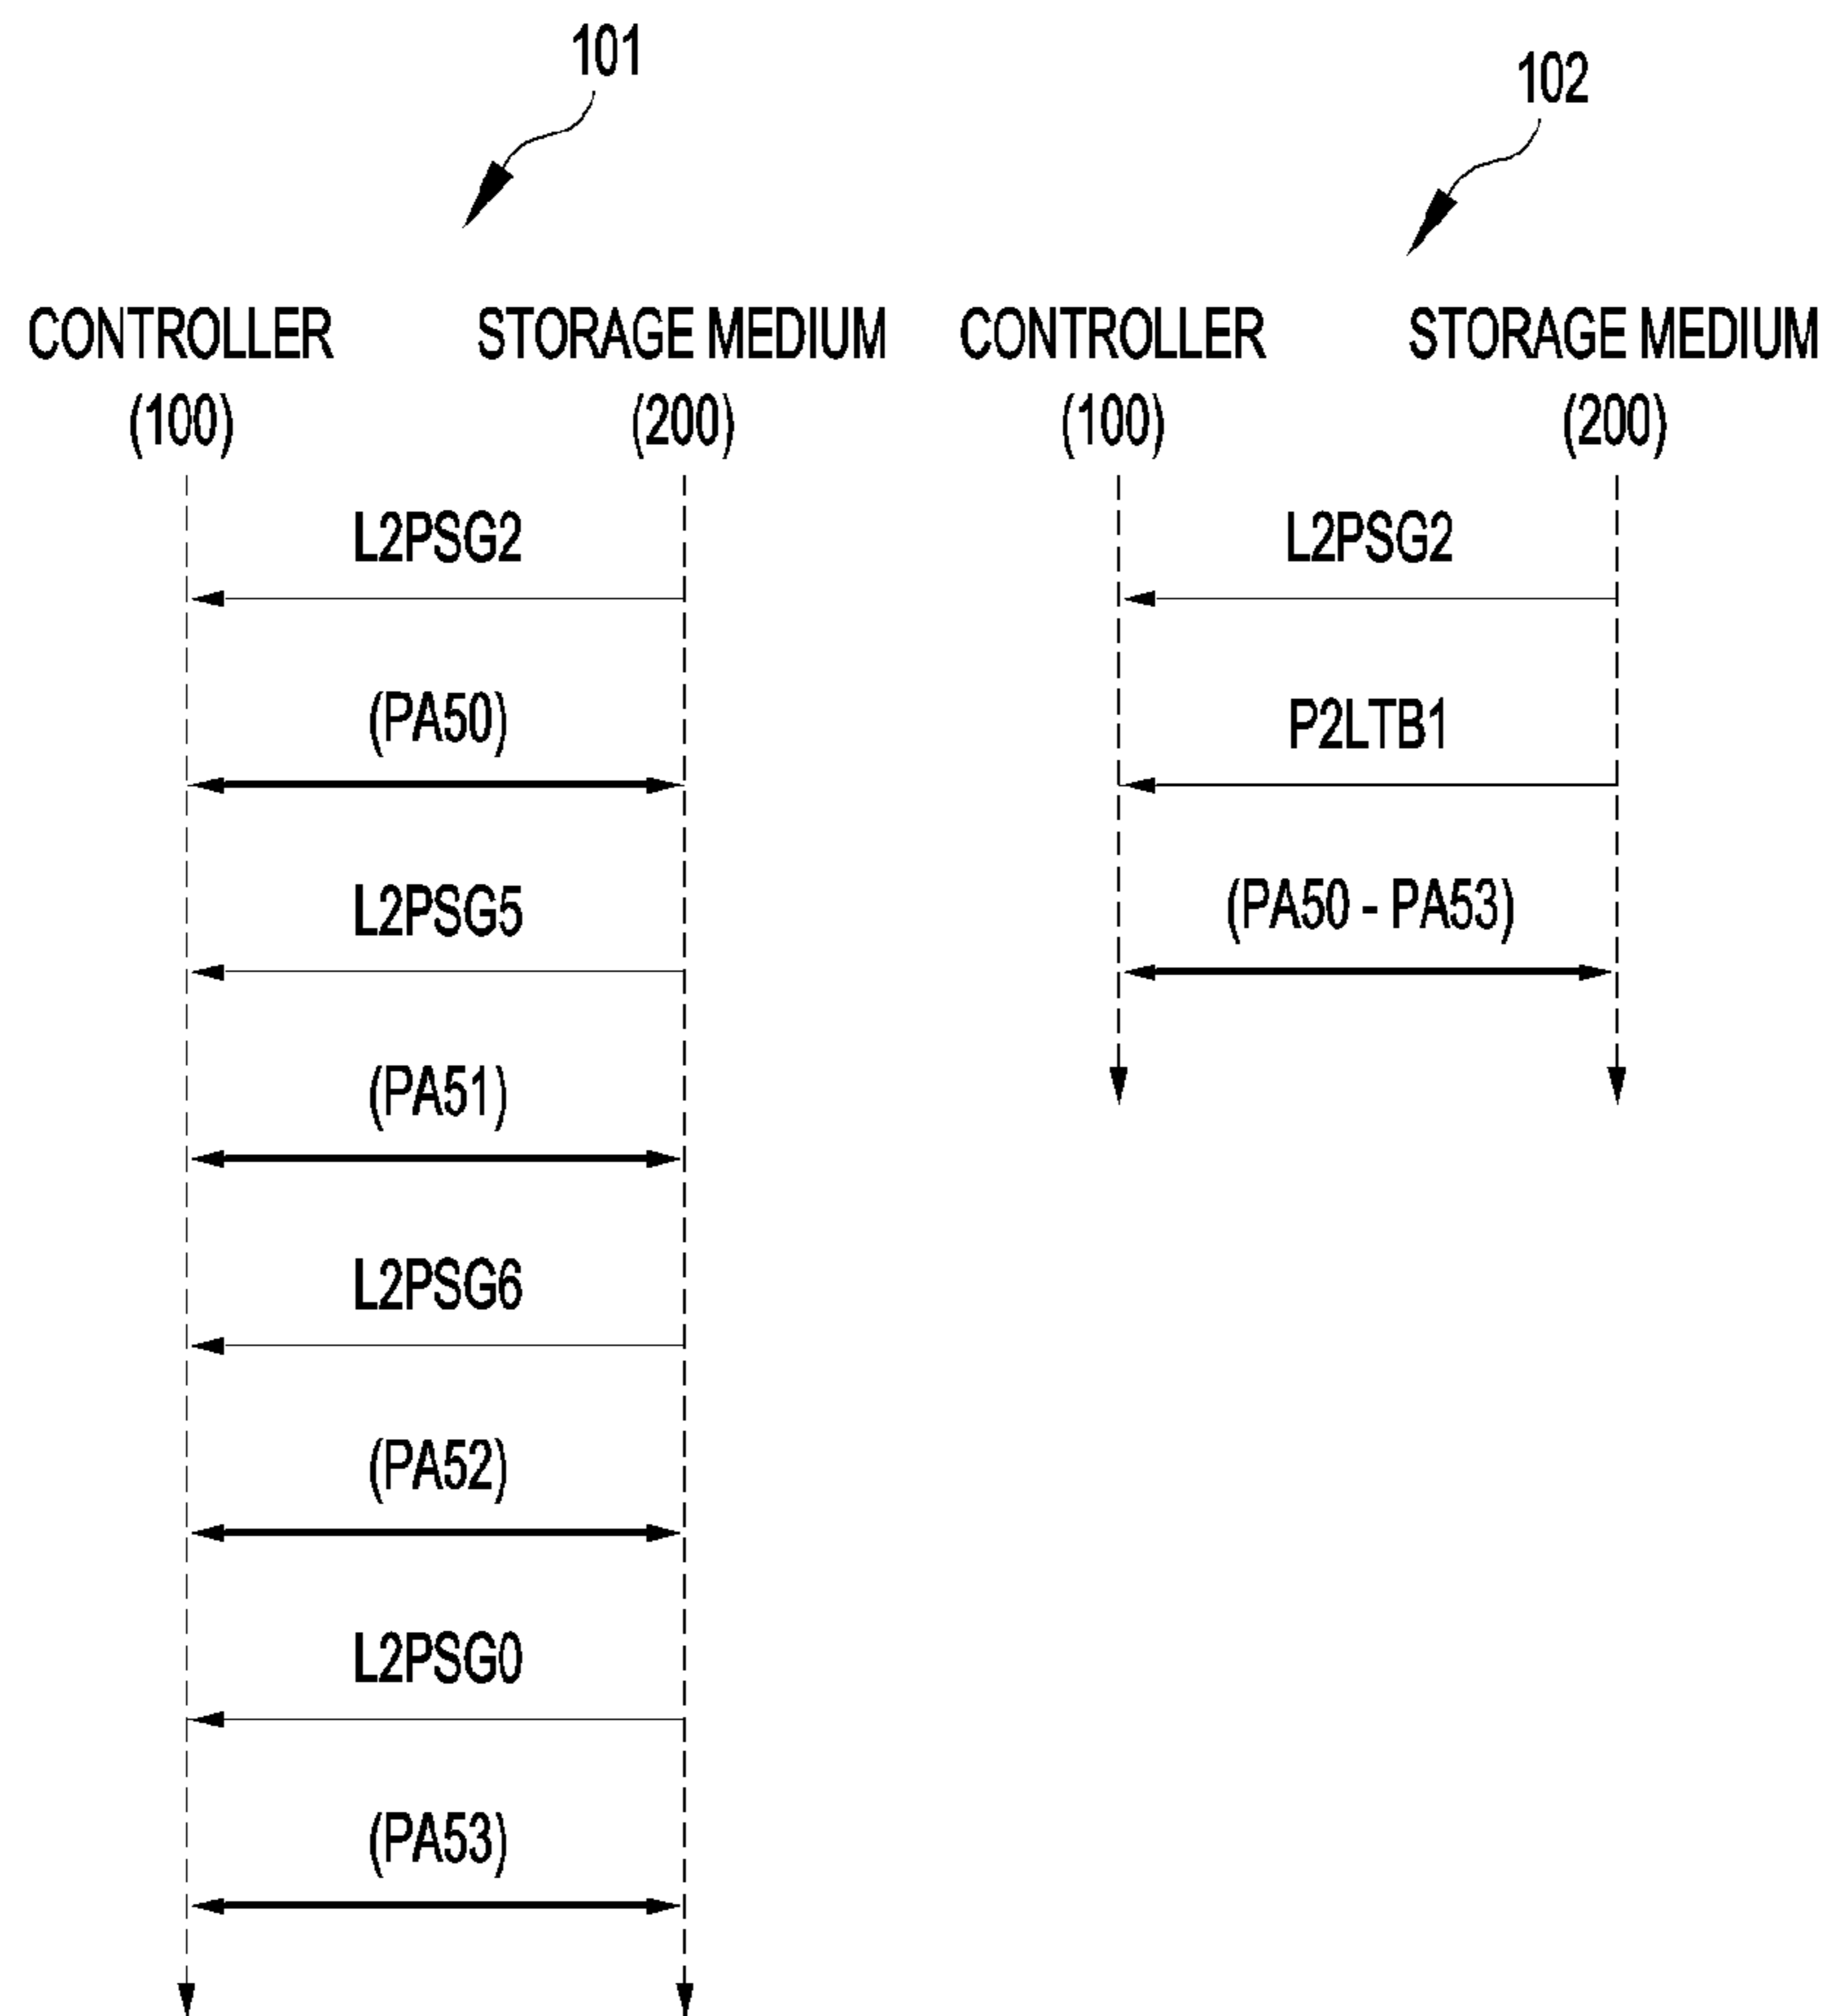 101
CONTROLLER
(100)
STORAGE MEDIUM
(200)
L2PSG2
(PA50)
L2PSG5
(PA51)
L2PSG6
(PA52)
L2PSG0
(PA53)
102
CONTROLLER
(100)
STORAGE MEDIUM
(200)
L2PSG2
P2LTB1
(PA50 - PA53)